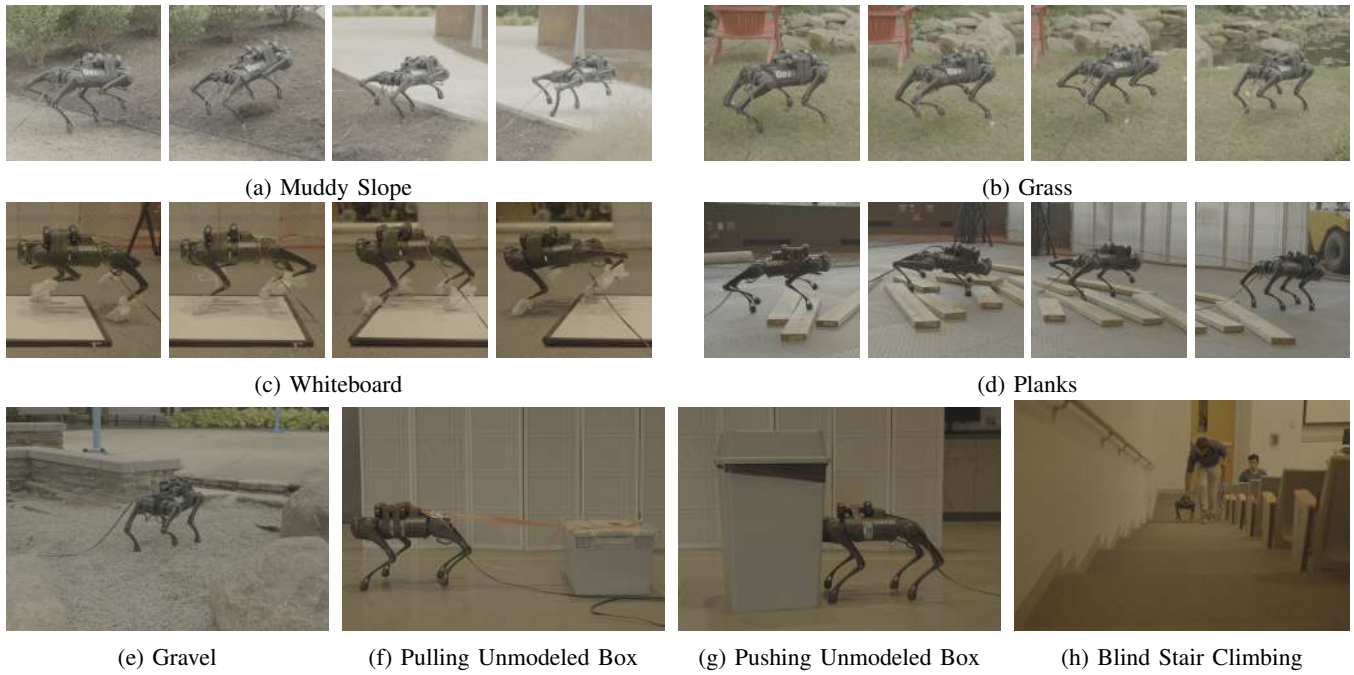 (a) Muddy Slope
(b) Grass
(c) Whiteboard
(d) Planks
(e) Gravel
(f) Pulling Unmodeled Box
(g) Pushing Unmodeled Box
(h) Blind Stair Climbing